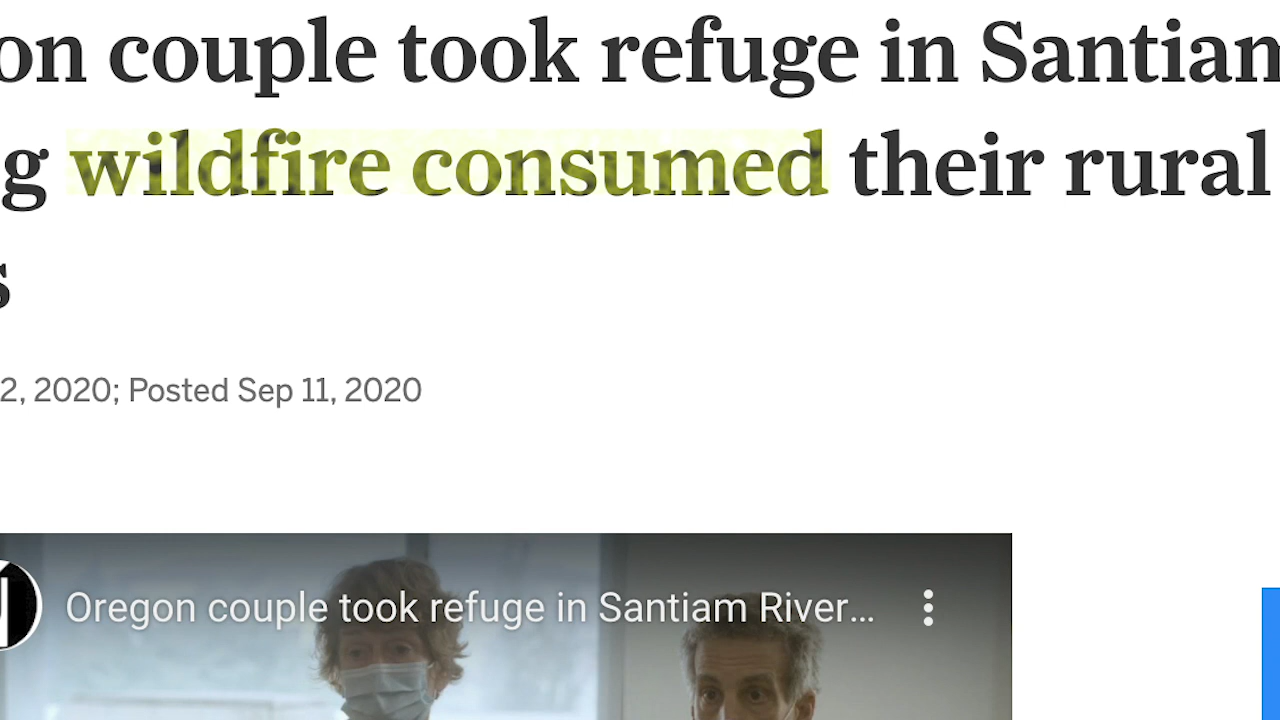 on couple took refuge in Santiam
g wildfire consumed their rural
s
2, 2020; Posted Sep 11, 2020
Oregon couple took refuge in Santiam River...